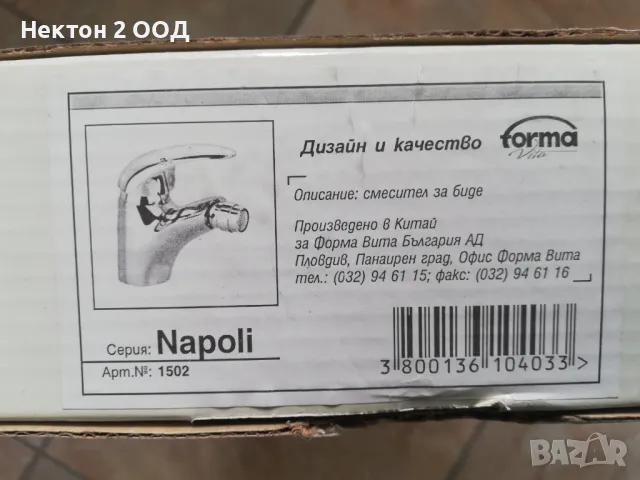 Нектон 2 ООД
Дизайн и качество
forma
Vita
Описание: смесител за биде
Произведено в Китай
за Форма Вита България АД
Пловдив, Панаирен град, Офис Форма Вита
тел.: (032) 94 61 15; факс: (032) 94 61 16
Серия: Napoli
Арт.№: 1502
3 800136 104033 >
BAZAR